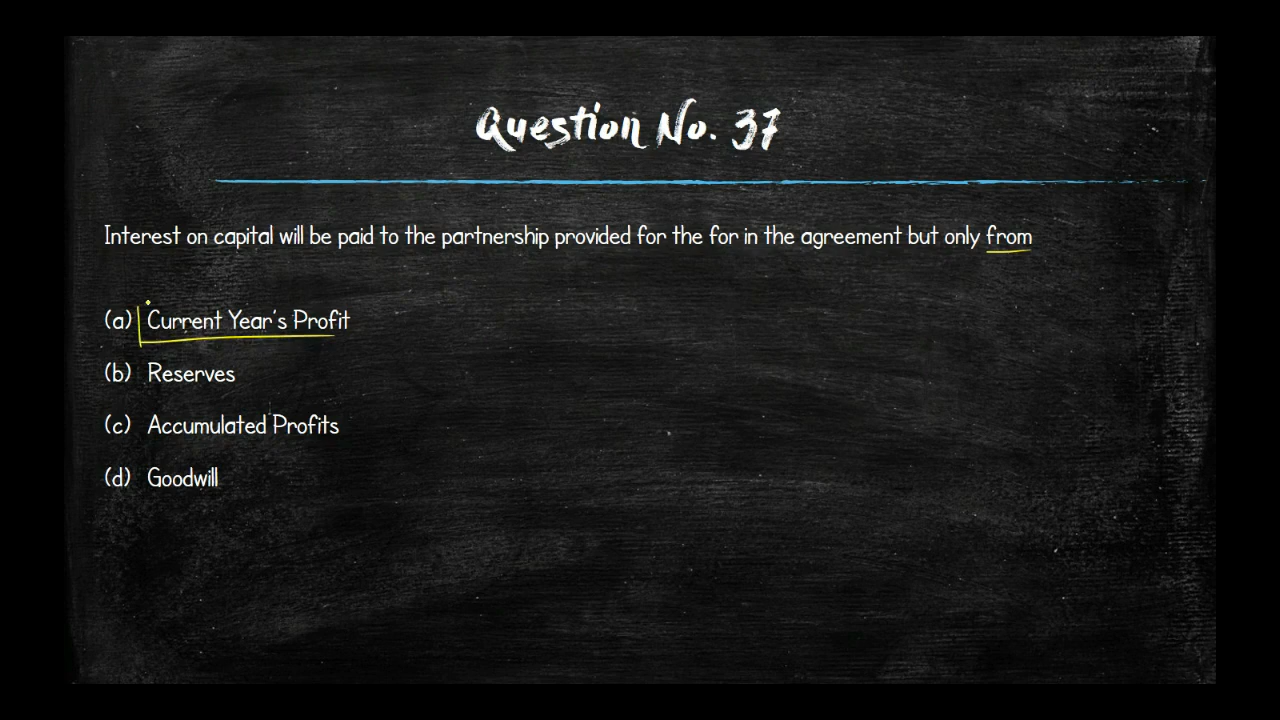 Question No. 37
Interest on capital will be paid to the partnership provided for the for in the agreement but only from
(a) Current Year's Profit
(b) Reserves
(c) Accumulated Profits
(d) Goodwill